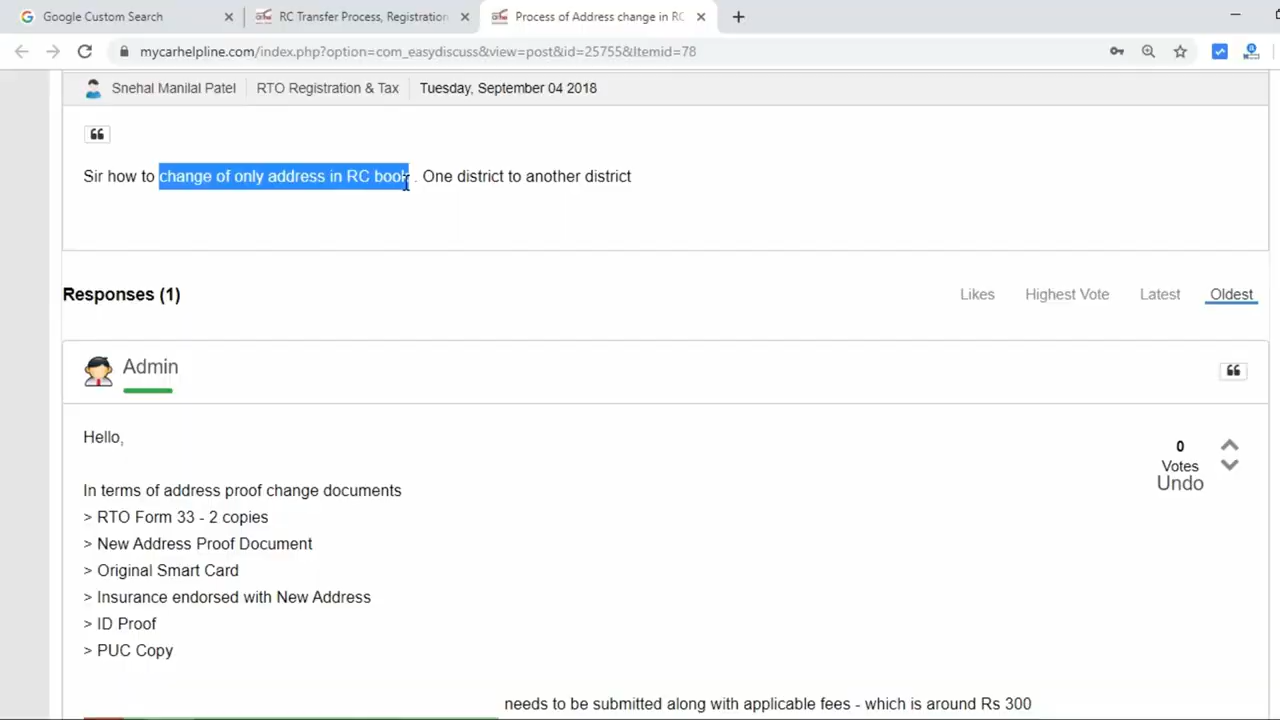 Google Custom Search
RC Transfer Process, Registration
Process of Address change in RC
mycarhelpline.com/index.php?option=com_easydiscuss&view=post&id=25755&Itemid=78
Snehal Manilal Patel RTO Registration & Tax Tuesday, September 04 2018
Sir how to change of only address in RC book . One district to another district
Responses (1)
Likes Highest Vote Latest Oldest
Admin
Hello,
0
Votes
Undo
In terms of address proof change documents
> RTO Form 33 - 2 copies
> New Address Proof Document
> Original Smart Card
> Insurance endorsed with New Address
> ID Proof
> PUC Copy
needs to be submitted along with applicable fees - which is around Rs 300